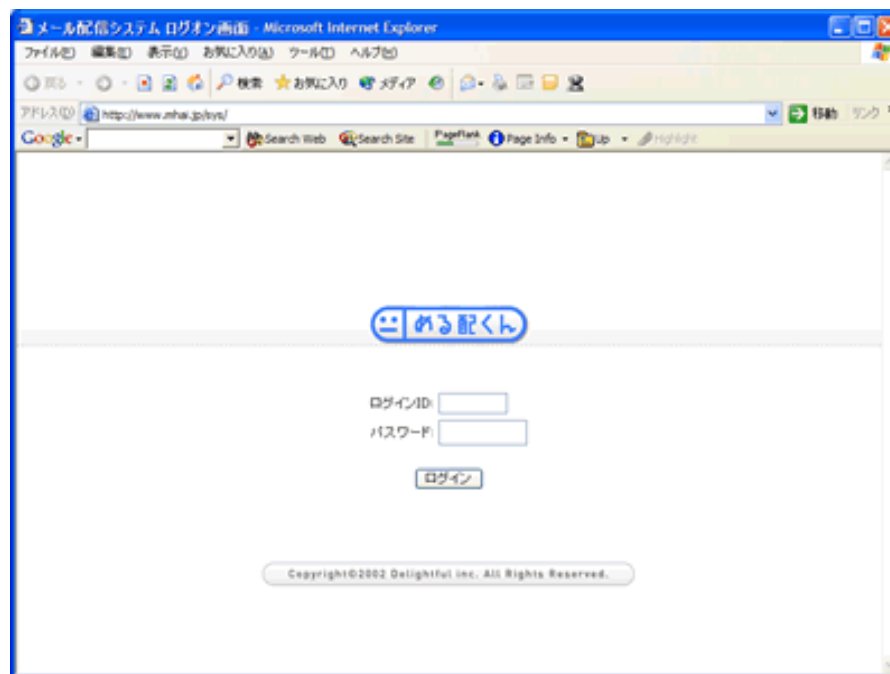 メール配信システム ログオン画面 - Microsoft Internet Explorer
ファイル(F) 編集(E) 表示(V) お気に入り(A) ツール(T) ヘルプ(H)
戻る 検索 お気に入り メディア
アドレス(D) http://www.mhai.jp/sys/ 移動 リンク
Google Search Web Search Site PageRank Page Info Up Highlight
める配くん
ログインID:
パスワード:
ログイン
Copyright©2002 Delightful inc. All Rights Reserved.